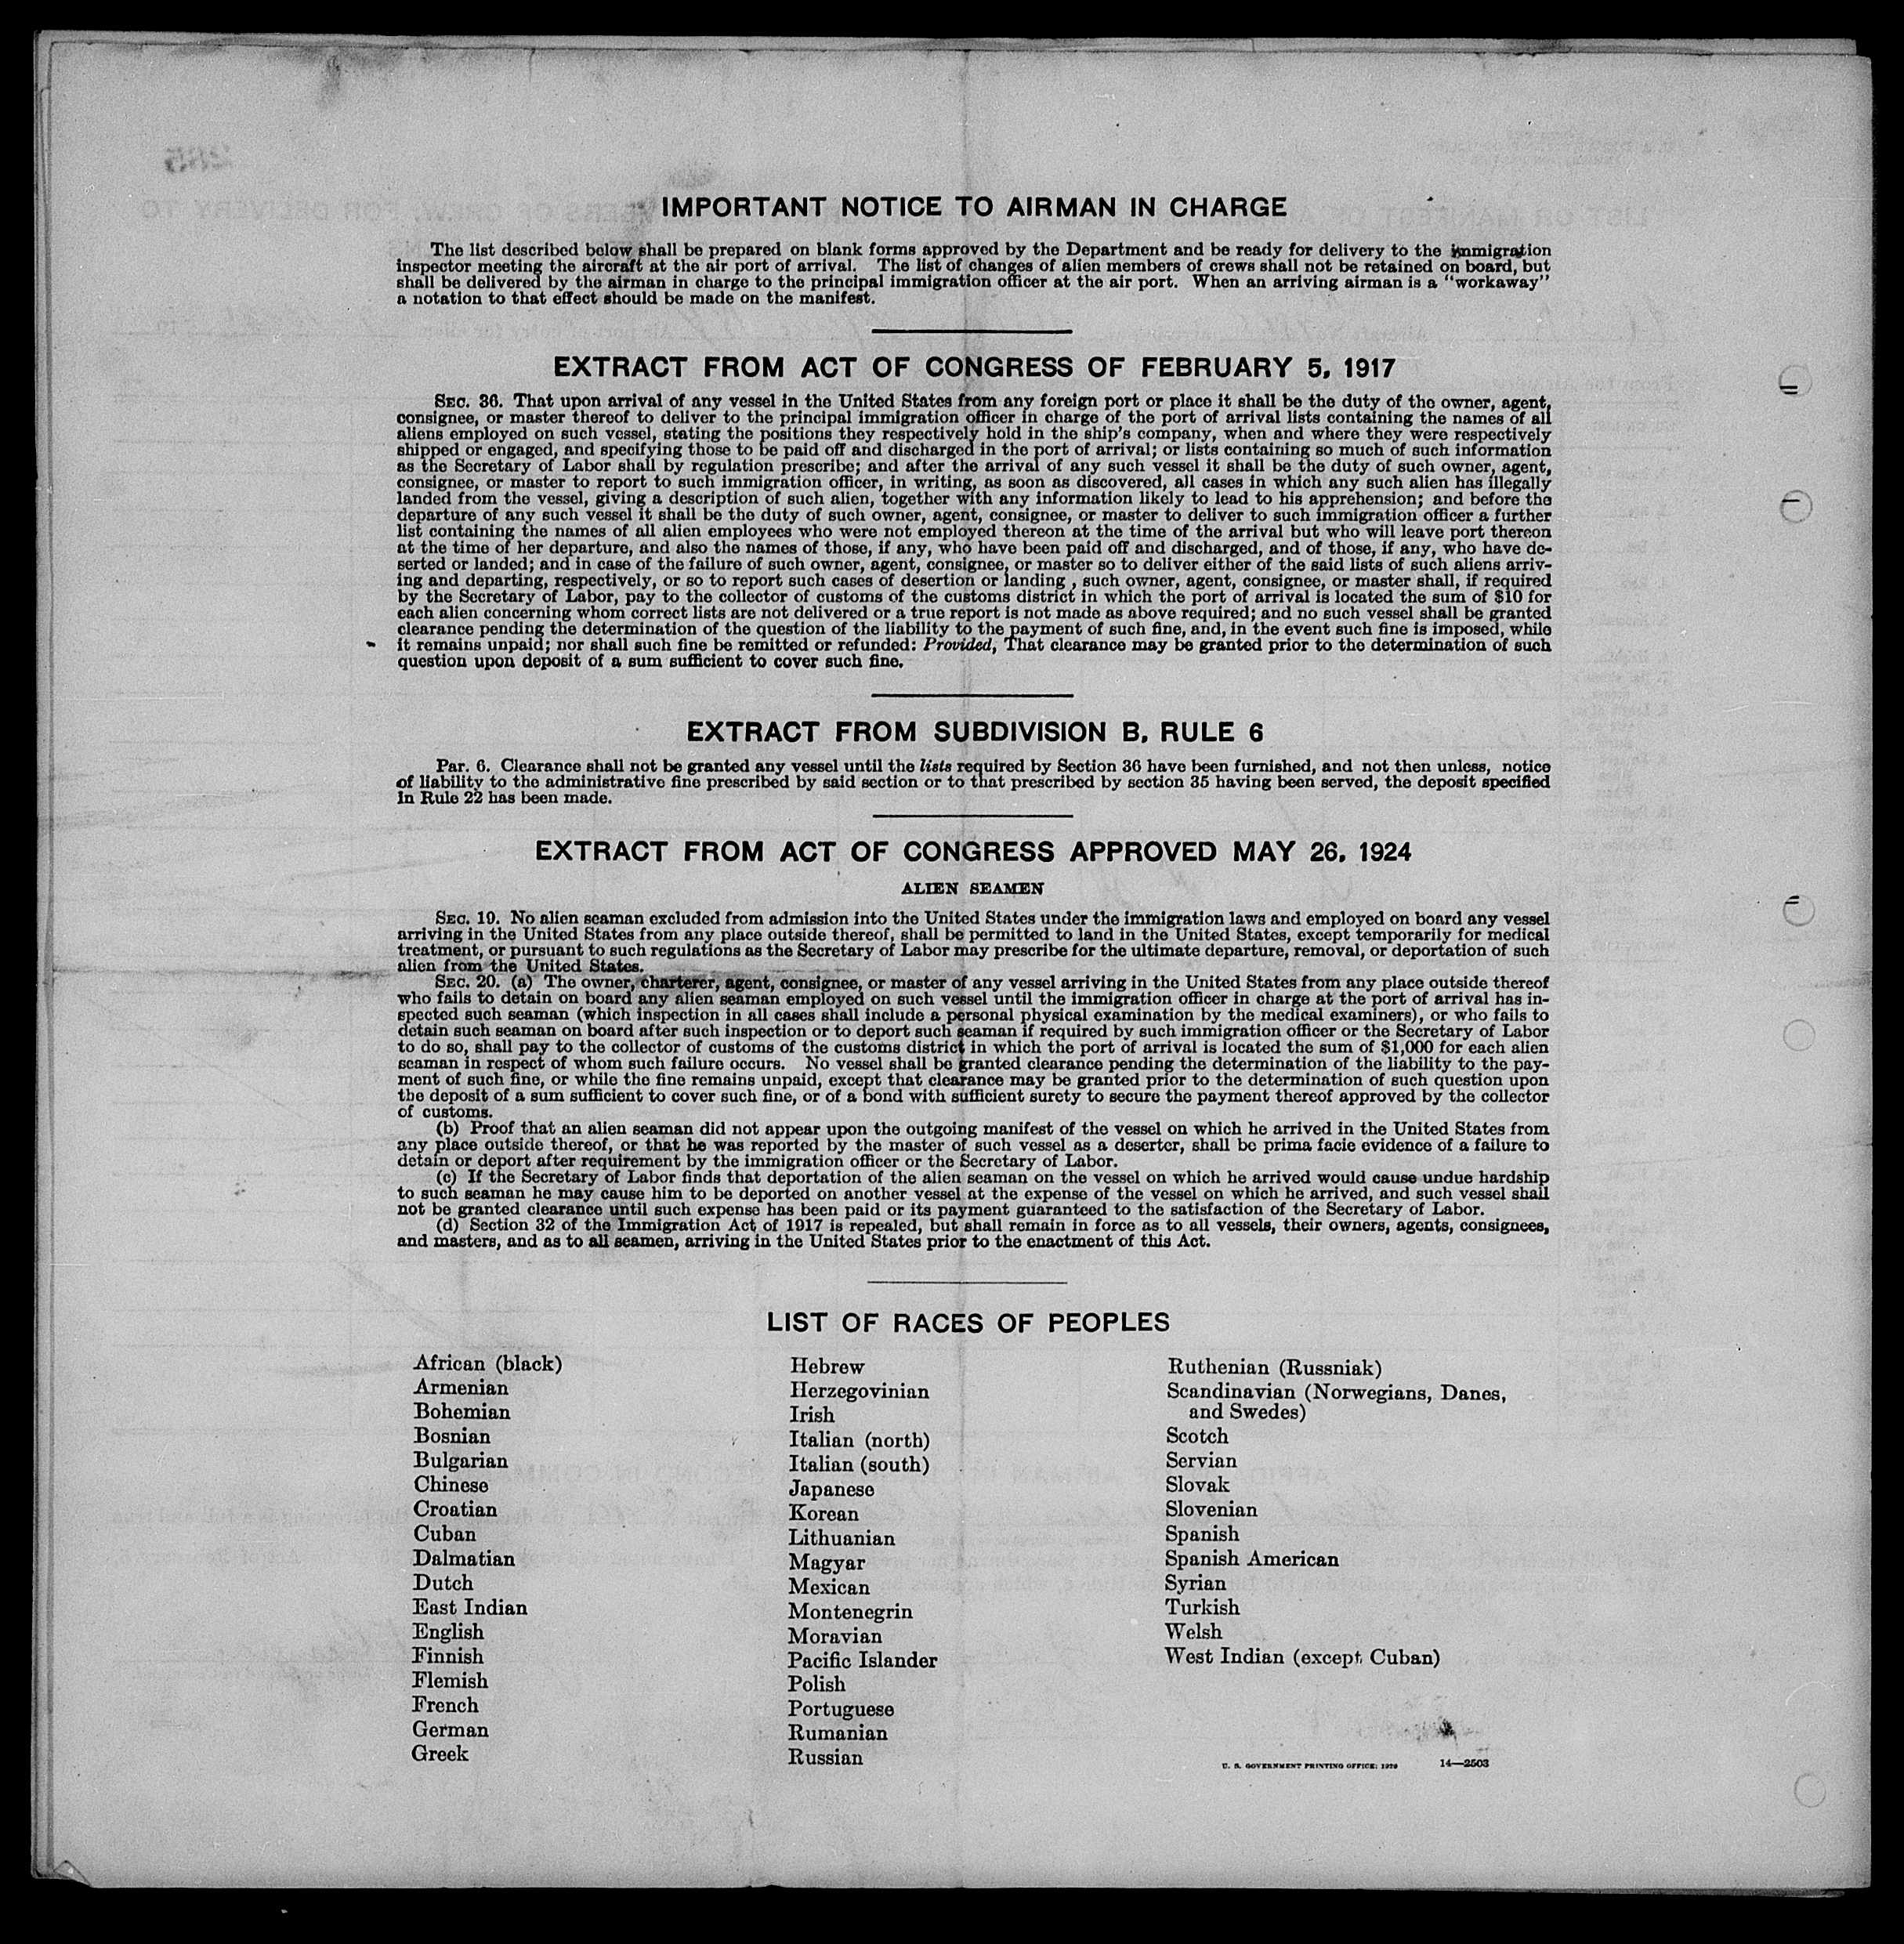 IMPORTANT NOTICE TO AIRMAN IN CHARGE
The list described below shall be prepared on blank forms approved by the Department and be ready for delivery to the immigration
inspector meeting the aircraft at the air port of arrival. The list of changes of alien members of crews shall not be retained on board, but
shall be delivered by the airman in charge to the principal immigration officer at the air port. When an arriving airman is a "workaway"
a notation to that effect should be made on the manifest.
EXTRACT FROM ACT OF CONGRESS OF FEBRUARY 5, 1917
SEC. 36. That upon arrival of any vessel in the United States from any foreign port or place it shall be the duty of the owner, agent,
consignee, or master thereof to deliver to the principal immigration officer in charge of the port of arrival lists containing the names of all
aliens employed on such vessel, stating the positions they respectively hold in the ship's company, when and where they were respectively
shipped or engaged, and specifying those to be paid off and discharged in the port of arrival; or lists containing so much of such information
as the Secretary of Labor shall by regulation prescribe; and after the arrival of any such vessel it shall be the duty of such owner, agent,
consignee, or master to report to such immigration officer, in writing, as soon as discovered, all cases in which any such alien has illegally
landed from the vessel, giving a description of such alien, together with any information likely to lead to his apprehension; and before the
departure of any such vessel it shall be the duty of such owner, agent, consignee, or master to deliver to such immigration officer a further
list containing the names of all alien employees who were not employed thereon at the time of the arrival but who will leave port thereon
at the time of her departure, and also the names of those, if any, who have been paid off and discharged, and of those, if any, who have de-
serted or landed; and in case of the failure of such owner, agent, consignee, or master so to deliver either of the said lists of such aliens arriv-
ing and departing, respectively, or so to report such cases of desertion or landing , such owner, agent, consignee, or master shall, if required
by the Secretary of Labor, pay to the collector of customs of the customs district in which the port of arrival is located the sum of $10 for
each alien concerning whom correct lists are not delivered or a true report is not made as above required; and no such vessel shall be granted
clearance pending the determination of the question of the liability to the payment of such fine, and, in the event such fine is imposed, while
it remains unpaid; nor shall such fine be remitted or refunded: Provided, That clearance may be granted prior to the determination of such
question upon deposit of a sum sufficient to cover such fine.
EXTRACT FROM SUBDIVISION B, RULE 6
Par. 6. Clearance shall not be granted any vessel until the lists required by Section 36 have been furnished, and not then unless, notice
of liability to the administrative fine prescribed by said section or to that prescribed by section 35 having been served, the deposit specified
in Rule 22 has been made.
EXTRACT FROM ACT OF CONGRESS APPROVED MAY 26, 1924
ALIEN SEAMEN
SEC. 19. No alien seaman excluded from admission into the United States under the immigration laws and employed on board any vessel
arriving in the United States from any place outside thereof, shall be permitted to land in the United States, except temporarily for medical
treatment, or pursuant to such regulations as the Secretary of Labor may prescribe for the ultimate departure, removal, or deportation of such
alien from the United States.
SEC. 20. (a) The owner, charterer, agent, consignee, or master of any vessel arriving in the United States from any place outside thereof
who fails to detain on board any alien seaman employed on such vessel until the immigration officer in charge at the port of arrival has in-
spected such seaman (which inspection in all cases shall include a personal physical examination by the medical examiners), or who fails to
detain such seaman on board after such inspection or to deport such seaman if required by such immigration officer or the Secretary of Labor
to do so, shall pay to the collector of customs of the customs district in which the port of arrival is located the sum of $1,000 for each alien
seaman in respect of whom such failure occurs. No vessel shall be granted clearance pending the determination of the liability to the pay-
ment of such fine, or while the fine remains unpaid, except that clearance may be granted prior to the determination of such question upon
the deposit of a sum sufficient to cover such fine, or of a bond with sufficient surety to secure the payment thereof approved by the collector
of customs.
(b) Proof that an alien seaman did not appear upon the outgoing manifest of the vessel on which he arrived in the United States from
any place outside thereof, or that he was reported by the master of such vessel as a deserter, shall be prima facie evidence of a failure to
detain or deport after requirement by the immigration officer or the Secretary of Labor.
(c) If the Secretary of Labor finds that deportation of the alien seaman on the vessel on which he arrived would cause undue hardship
to such seaman he may cause him to be deported on another vessel at the expense of the vessel on which he arrived, and such vessel shall
not be granted clearance until such expense has been paid or its payment guaranteed to the satisfaction of the Secretary of Labor.
(d) Section 32 of the Immigration Act of 1917 is repealed, but shall remain in force as to all vessels, their owners, agents, consignees,
and masters, and as to all seamen, arriving in the United States prior to the enactment of this Act.
LIST OF RACES OF PEOPLES
African (black)
Armenian
Bohemian
Bosnian
Bulgarian
Chinese
Croatian
Cuban
Dalmatian
Dutch
East Indian
English
Finnish
Flemish
French
German
Greek
Hebrew
Herzegovinian
Irish
Italian (north)
Italian (south)
Japanese
Korean
Lithuanian
Magyar
Mexican
Montenegrin
Moravian
Pacific Islander
Polish
Portuguese
Rumanian
Russian
Ruthenian (Russniak)
Scandinavian (Norwegians, Danes,
and Swedes)
Scotch
Servian
Slovak
Slovenian
Spanish
Spanish American
Syrian
Turkish
Welsh
West Indian (except Cuban)
U. S. GOVERNMENT PRINTING OFFICE: 1929 14—2503